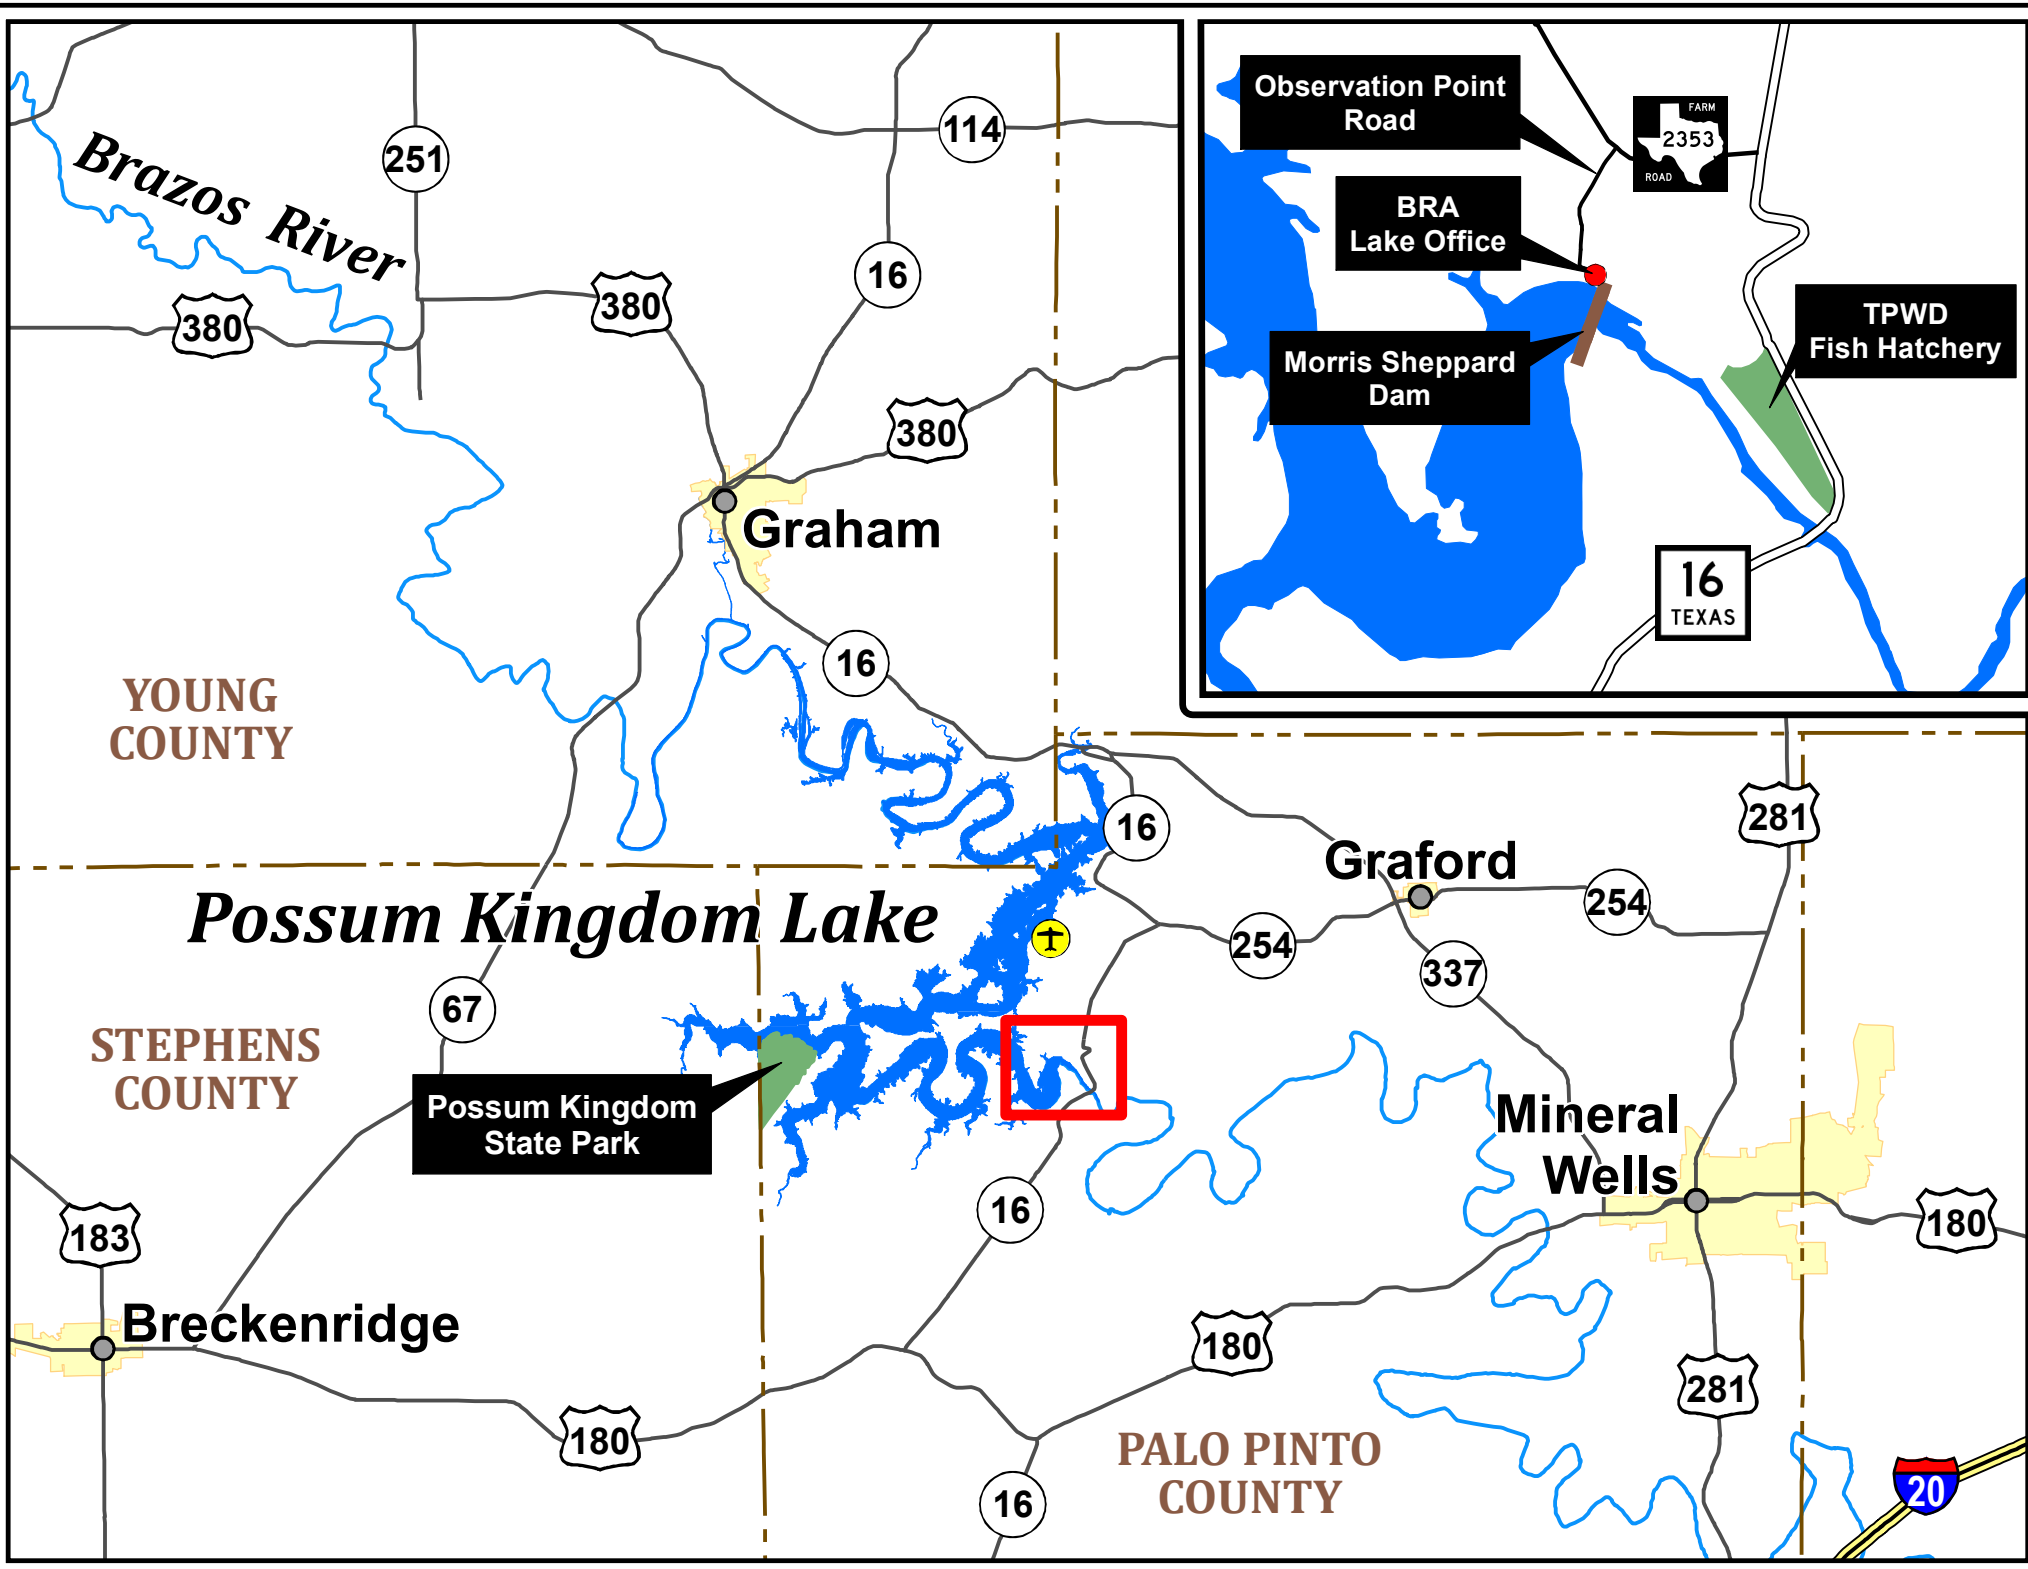 Brazos River
251
114
16
380
380
380
Graham
16
YOUNG
COUNTY
Observation Point
Road
FARM
2353
ROAD
BRA
Lake Office
Morris Sheppard
Dam
TPWD
Fish Hatchery
16
TEXAS
281
16
Graford
254
254
337
Possum Kingdom Lake
67
STEPHENS
COUNTY
Possum Kingdom
State Park
Mineral
Wells
183
16
180
Breckenridge
180
281
180
PALO PINTO
COUNTY
16
20